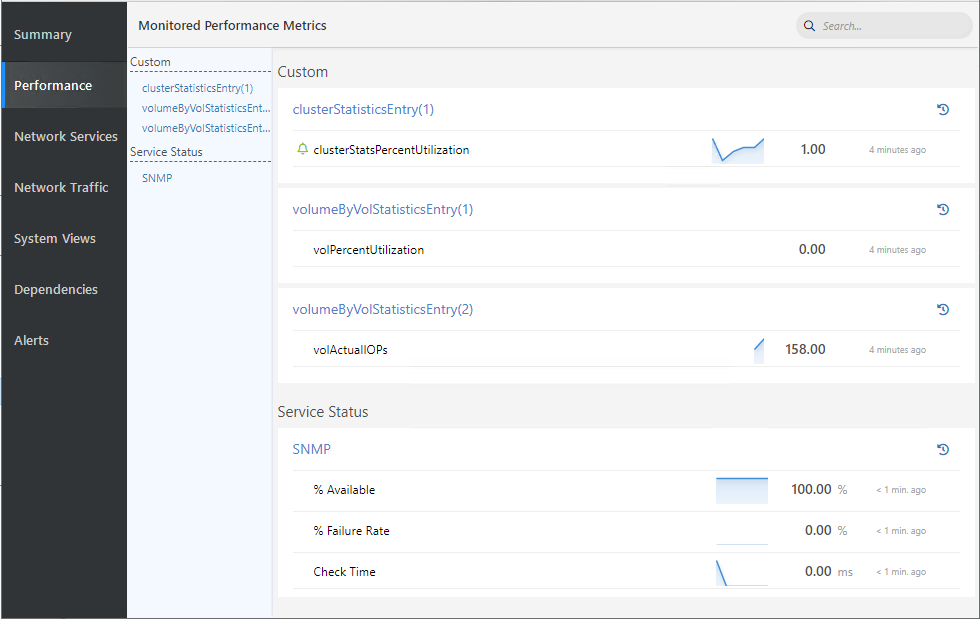 Monitored Performance Metrics
Search...
Summary
Performance
Network Services
Network Traffic
System Views
Dependencies
Alerts
Custom
clusterStatisticsEntry(1)
volumeByVolStatisticsEnt...
volumeByVolStatisticsEnt...
Service Status
SNMP
Custom
clusterStatisticsEntry(1)
clusterStatsPercentUtilization 1.00 4 minutes ago
volumeByVolStatisticsEntry(1)
volPercentUtilization 0.00 4 minutes ago
volumeByVolStatisticsEntry(2)
volActualIOPs 158.00 4 minutes ago
Service Status
SNMP
% Available 100.00 % < 1 min. ago
% Failure Rate 0.00 % < 1 min. ago
Check Time 0.00 ms < 1 min. ago